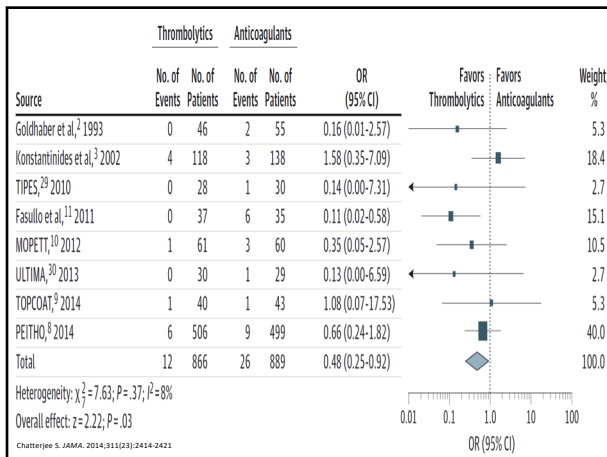 Thrombolytics Anticoagulants
No. of No. of No. of No. of OR Favors Favors Weight,
Source Events Patients Events Patients (95% CI) Thrombolytics Anticoagulants %
Goldhaber et al,2 1993 0 46 2 55 0.16 (0.01-2.57) 5.3
Konstantinides et al,3 2002 4 118 3 138 1.58 (0.35-7.09) 18.4
TIPES,29 2010 0 28 1 30 0.14 (0.00-7.31) 2.7
Fasullo et al,11 2011 0 37 6 35 0.11 (0.02-0.58) 15.1
MOPETT,10 2012 1 61 3 60 0.35 (0.05-2.57) 10.5
ULTIMA,30 2013 0 30 1 29 0.13 (0.00-6.59) 2.7
TOPCOAT,9 2014 1 40 1 43 1.08 (0.07-17.53) 5.3
PEITHO,8 2014 6 506 9 499 0.66 (0.24-1.82) 40.0
Total 12 866 26 889 0.48 (0.25-0.92) 100.0
Heterogeneity: χ²₇ = 7.63; P = .37; I² = 8%
Overall effect: z = 2.22; P = .03
0.01 0.1 1.0 10 100
OR (95% CI)
Chatterjee S. JAMA. 2014;311(23):2414-2421